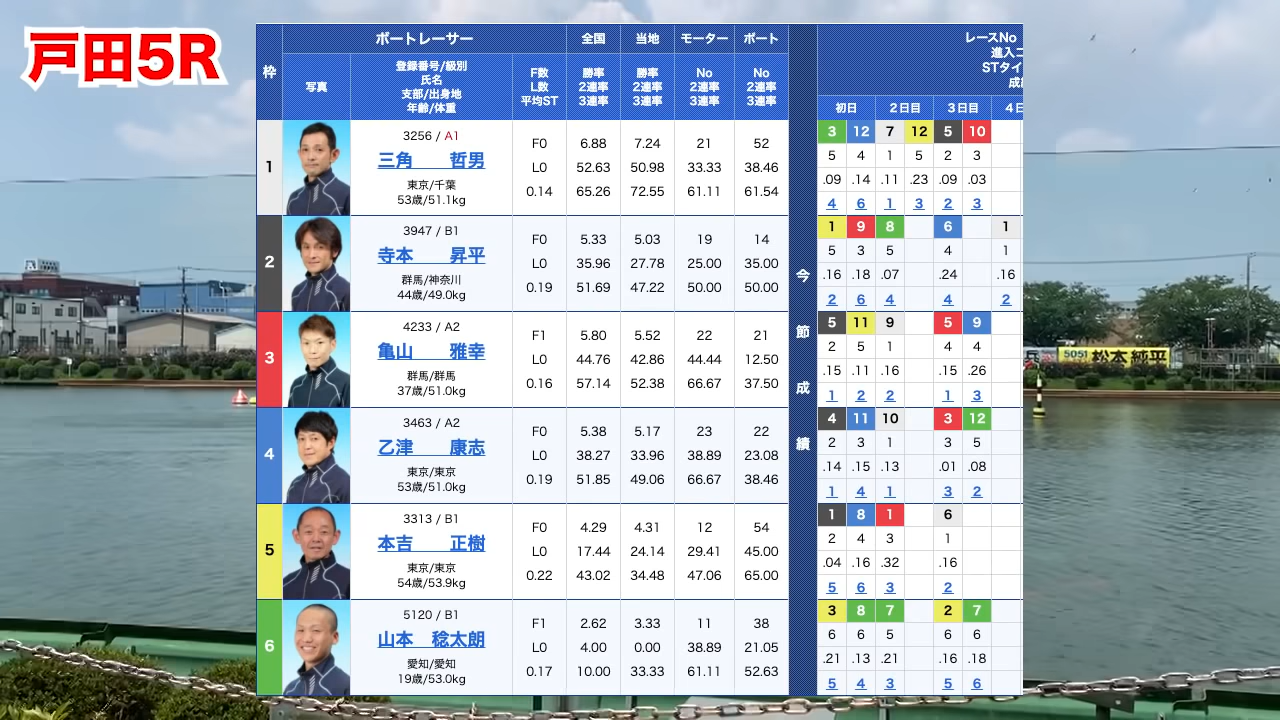 戸田5R
枠 ボートレーサー 全国 当地 モーター ボート レースNo
進入コ
写真 登録番号/級別 F数 勝率 勝率 No No STタイ
氏名 L数 2連率 2連率 2連率 2連率
支部/出身地 平均ST 3連率 3連率 3連率 3連率
年齢/体重
初日 2日目 3日目 4日
今節成績
1 3256 / A1 F0 6.88 7.24 21 52 3 12 7 12 5 10
三角 哲男 L0 52.63 50.98 33.33 38.46 5 4 1 5 2 3
東京/千葉 0.14 65.26 72.55 61.11 61.54 .09 .14 .11 .23 .09 .03
53歳/51.1kg 4 6 1 3 2 3
2 3947 / B1 F0 5.33 5.03 19 14 1 9 8 6 1
寺本 昇平 L0 35.96 27.78 25.00 35.00 5 3 5 4 1
群馬/神奈川 0.19 51.69 47.22 50.00 50.00 .16 .18 .07 .24 .16
44歳/49.0kg 2 6 4 4 2
3 4233 / A2 F1 5.80 5.52 22 21 5 11 9 5 9
亀山 雅幸 L0 44.76 42.86 44.44 12.50 2 5 1 4 4
群馬/群馬 0.16 57.14 52.38 66.67 37.50 .15 .11 .16 .15 .26
37歳/51.0kg 1 2 2 1 3
4 3463 / A2 F0 5.35 5.17 23 22 4 11 10 3 12
乙津 康志 L0 38.27 33.96 38.89 23.08 2 3 1 3 5
東京/東京 0.19 51.85 49.06 66.67 38.46 .14 .15 .13 .01 .08
53歳/51.0kg 1 4 1 3 2
5 3313 / B1 F0 4.29 4.31 12 54 1 8 1 6
本吉 正樹 L0 17.44 24.14 29.41 45.00 2 4 3 1
東京/東京 0.22 43.02 34.48 47.06 65.00 .04 .16 .32 .16
54歳/53.9kg 5 6 3 2
6 5120 / B1 F1 2.62 3.33 11 38 3 8 7 2 7
山本 稔太朗 L0 4.00 0.00 38.89 21.05 6 6 5 6 6
愛知/愛知 0.17 10.00 33.33 61.11 52.63 .21 .13 .21 .16 .18
19歳/53.0kg 5 4 3 5 6
5051 松本純平